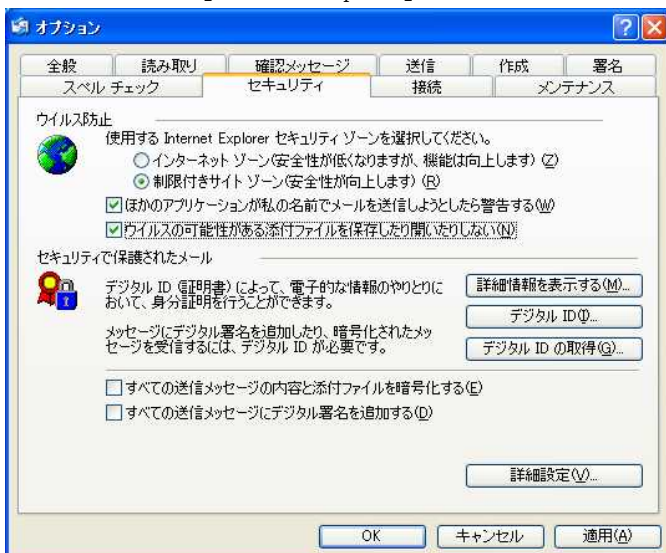 オプション
全般 読み取り 確認メッセージ 送信 作成 署名
スペル チェック セキュリティ 接続 メンテナンス
ウイルス防止
使用する Internet Explorer セキュリティ ゾーンを選択してください。
インターネット ゾーン(安全性が低くなりますが、機能は向上します) (Z)
制限付きサイト ゾーン(安全性が向上します) (R)
ほかのアプリケーションが私の名前でメールを送信しようとしたら警告する(W)
ウイルスの可能性がある添付ファイルを保存したり開いたりしない(N)
セキュリティで保護されたメール
デジタル ID (証明書) によって、電子的な情報のやりとりに
おいて、身分証明を行うことができます。
詳細情報を表示する(M)...
デジタル ID(I)...
メッセージにデジタル署名を追加したり、暗号化されたメッ
セージを受信するには、デジタル ID が必要です。
デジタル ID の取得(G)...
すべての送信メッセージの内容と添付ファイルを暗号化する(E)
すべての送信メッセージにデジタル署名を追加する(D)
詳細設定(V)...
OK キャンセル 適用(A)